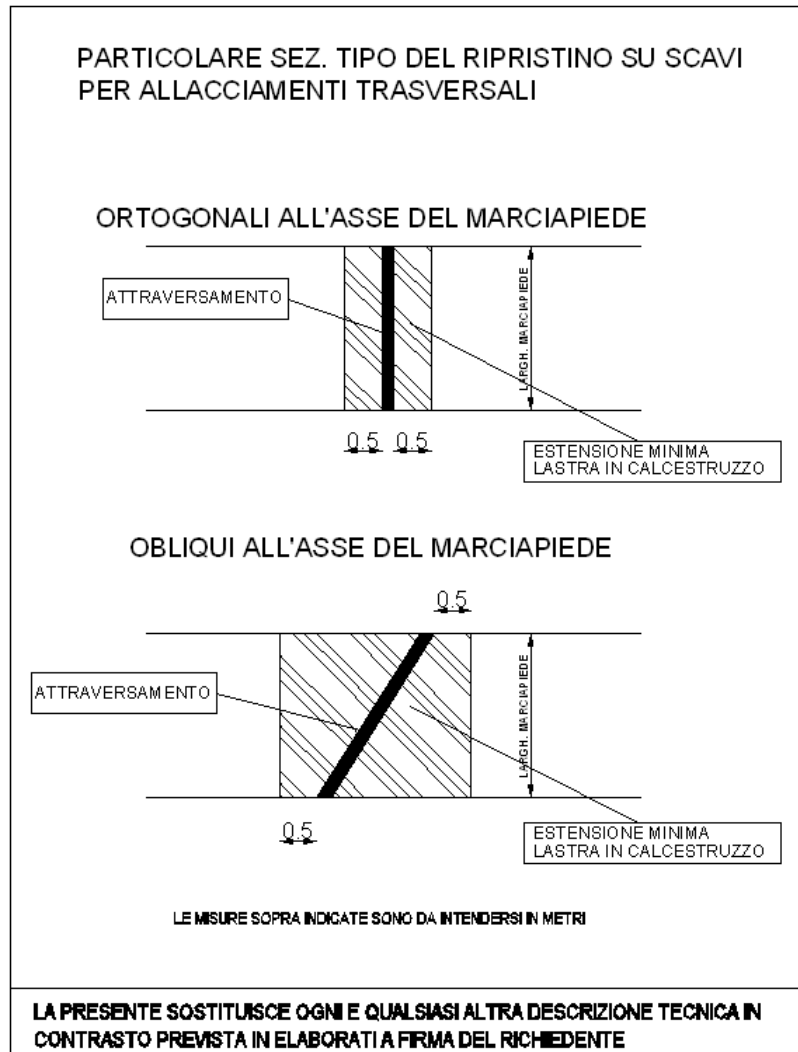 PARTICOLARE SEZ. TIPO DEL RIPRISTINO SU SCAVI
PER ALLACCIAMENTI TRASVERSALI
ORTOGONALI ALL'ASSE DEL MARCIAPIEDE
ATTRAVERSAMENTO
LARGH. MARCIAPIEDE
0.5 0.5
ESTENSIONE MINIMA
LASTRA IN CALCESTRUZZO
OBLIQUI ALL'ASSE DEL MARCIAPIEDE
0.5
ATTRAVERSAMENTO
LARGH. MARCIAPIEDE
0.5
ESTENSIONE MINIMA
LASTRA IN CALCESTRUZZO
LE MISURE SOPRA INDICATE SONO DA INTENDERSI IN METRI
LA PRESENTE SOSTITUISCE OGNI E QUALSIASI ALTRA DESCRIZIONE TECNICA IN
CONTRASTO PREVISTA IN ELABORATI A FIRMA DEL RICHIEDENTE